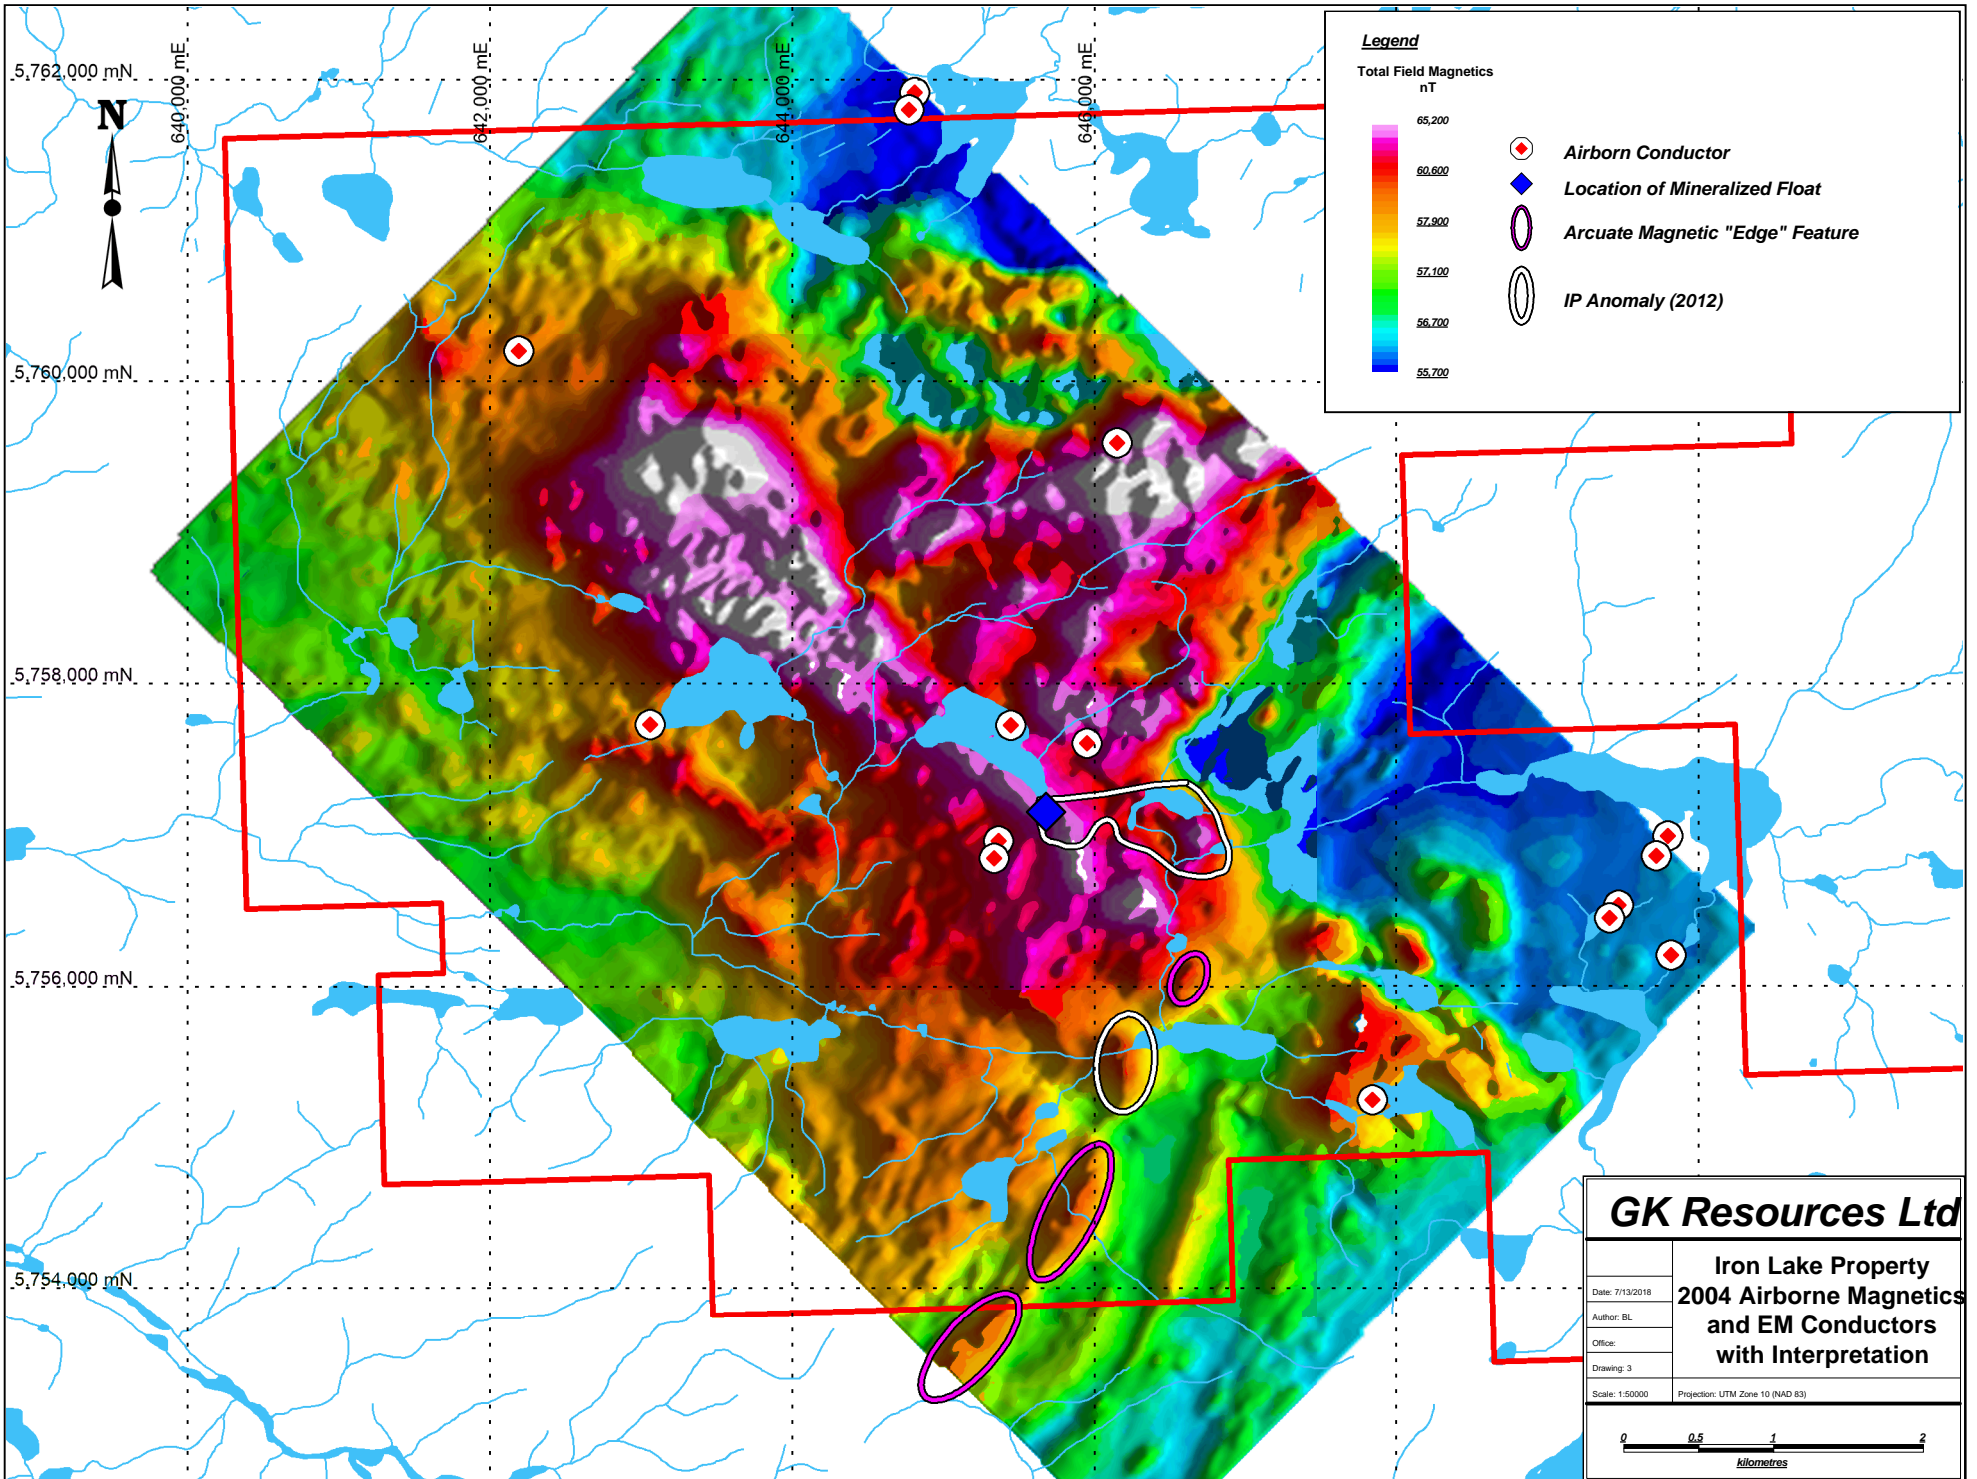 5,762,000 mN
5,760,000 mN
5,758,000 mN
5,756,000 mN
5,754,000 mN
640,000 mE
642,000 mE
644,000 mE
646,000 mE
N
Legend
Total Field Magnetics
nT
65,200
60,600
57,900
57,100
56,700
55,700
Airborn Conductor
Location of Mineralized Float
Arcuate Magnetic "Edge" Feature
IP Anomaly (2012)
GK Resources Ltd
Date: 7/13/2018
Author: BL
Office:
Drawing: 3
Scale: 1:50000
Iron Lake Property
2004 Airborne Magnetics
and EM Conductors
with Interpretation
Projection: UTM Zone 10 (NAD 83)
0 0.5 1 2
kilometres